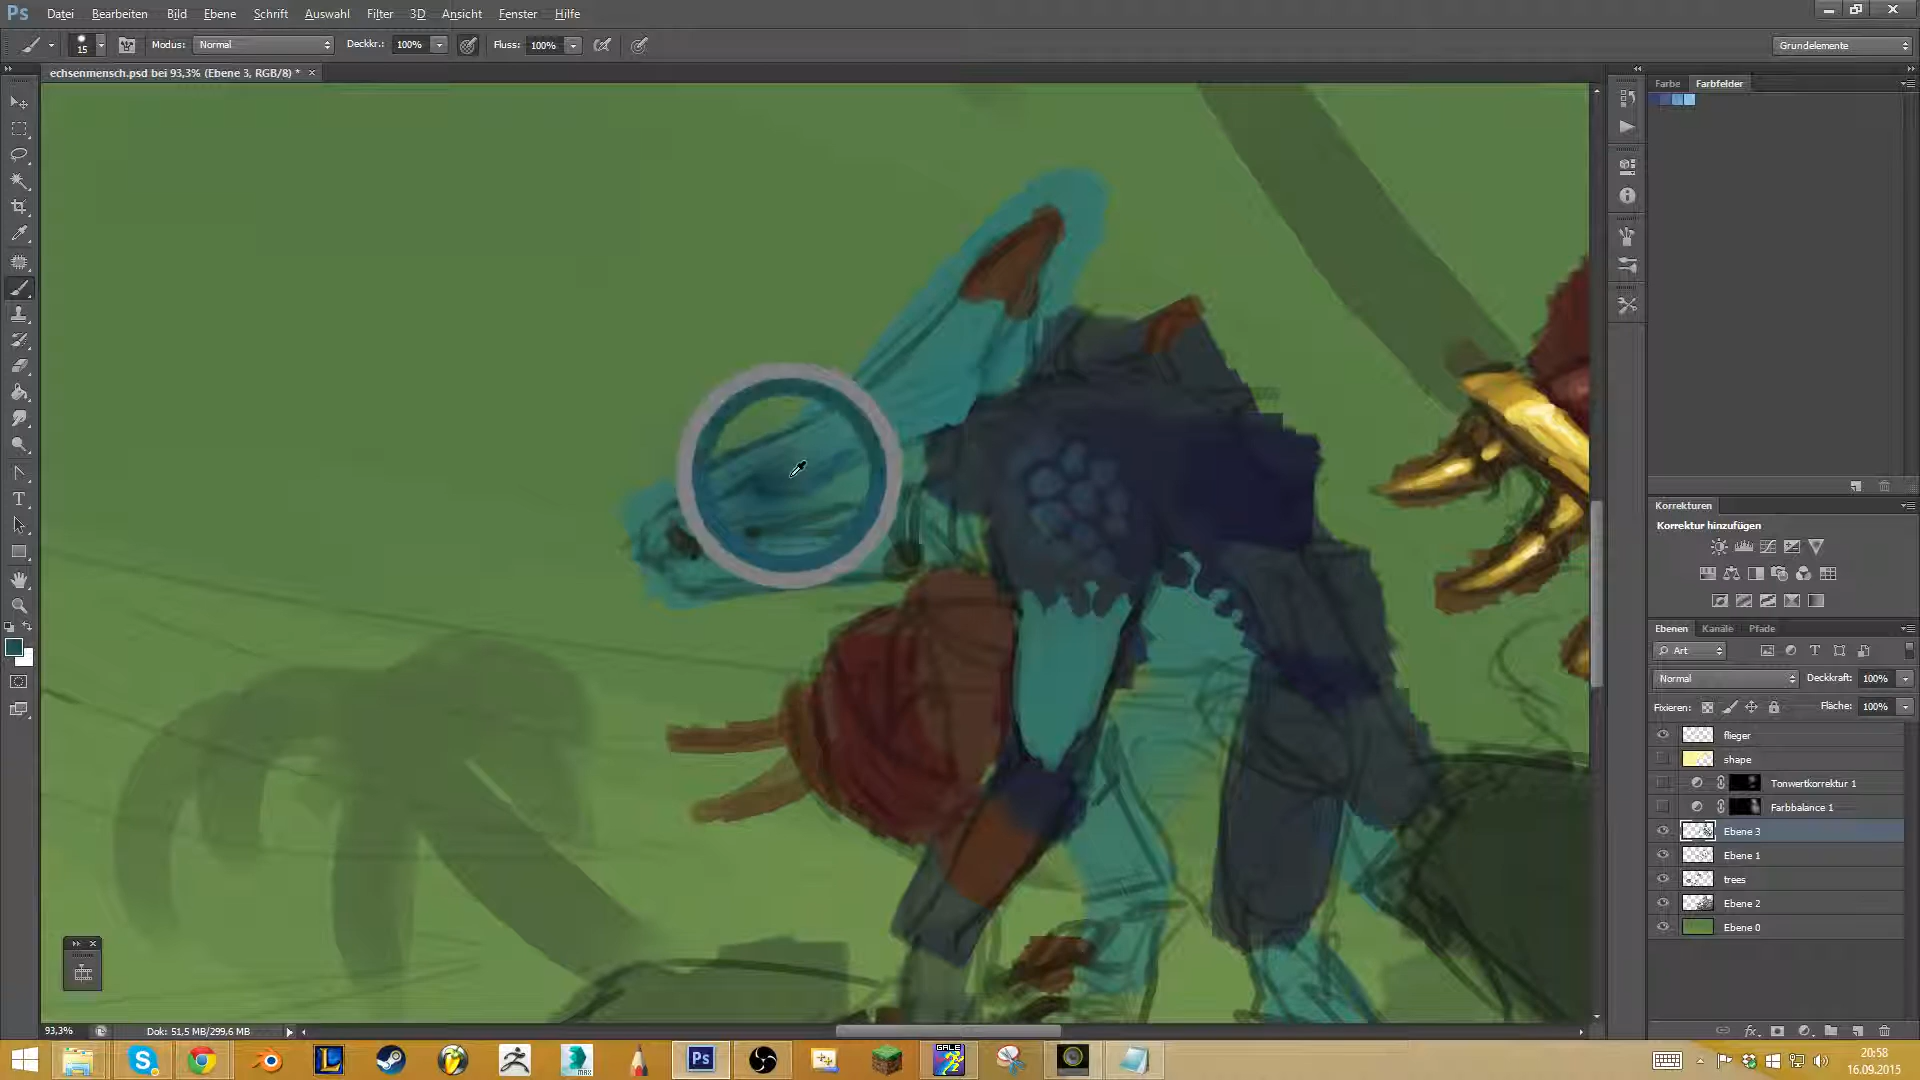 Ps Datei Bearbeiten Bild Ebene Schrift Auswahl Filter 3D Ansicht Fenster Hilfe
15 Modus: Normal Deckkr.: 100% Fluss: 100% Grundelemente
echsenmensch.psd bei 93,3% (Ebene 3, RGB/8) *
Farbe Farbfelder
Korrekturen
Korrektur hinzufügen
Ebenen Kanäle Pfade
Art
Normal Deckkraft: 100%
Fixieren: Fläche: 100%
flieger
shape
Tonwertkorrektur 1
Farbbalance 1
Ebene 3
Ebene 1
trees
Ebene 2
Ebene 0
93,3% Dok: 51,5 MB/299,6 MB
S L MAX Ps GALE
20:58
16.09.2015